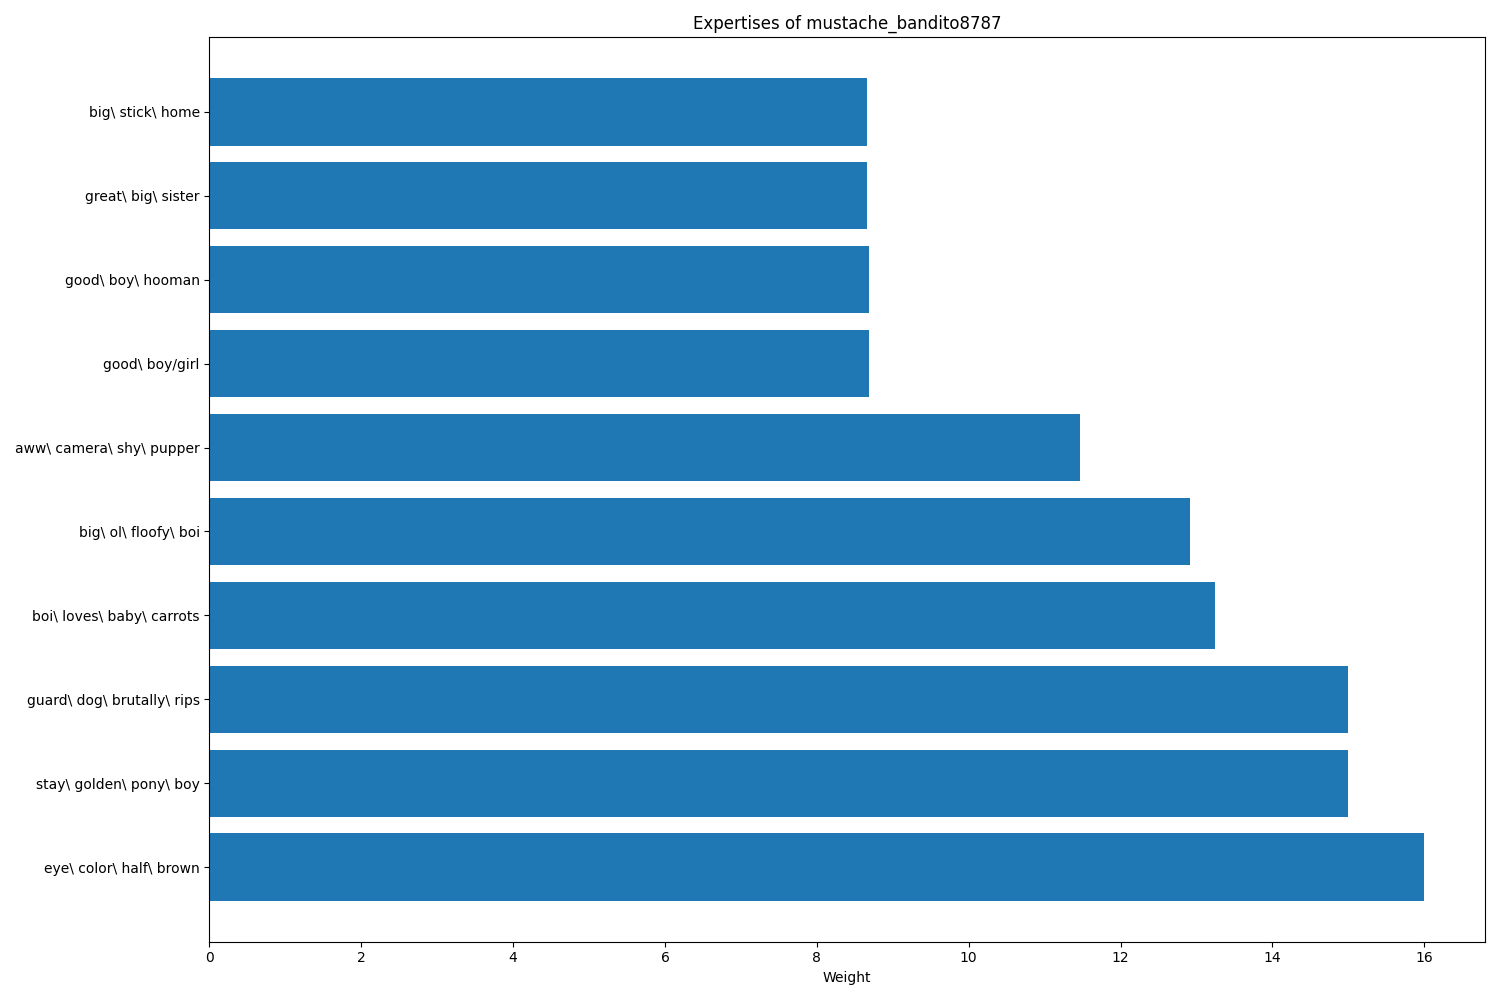 Expertises of mustache_bandito8787
big\ stick\ home
great\ big\ sister
good\ boy\ hooman
good\ boy/girl
aww\ camera\ shy\ pupper
big\ ol\ floofy\ boi
boi\ loves\ baby\ carrots
guard\ dog\ brutally\ rips
stay\ golden\ pony\ boy
eye\ color\ half\ brown
0 2 4 6 8 10 12 14 16
Weight